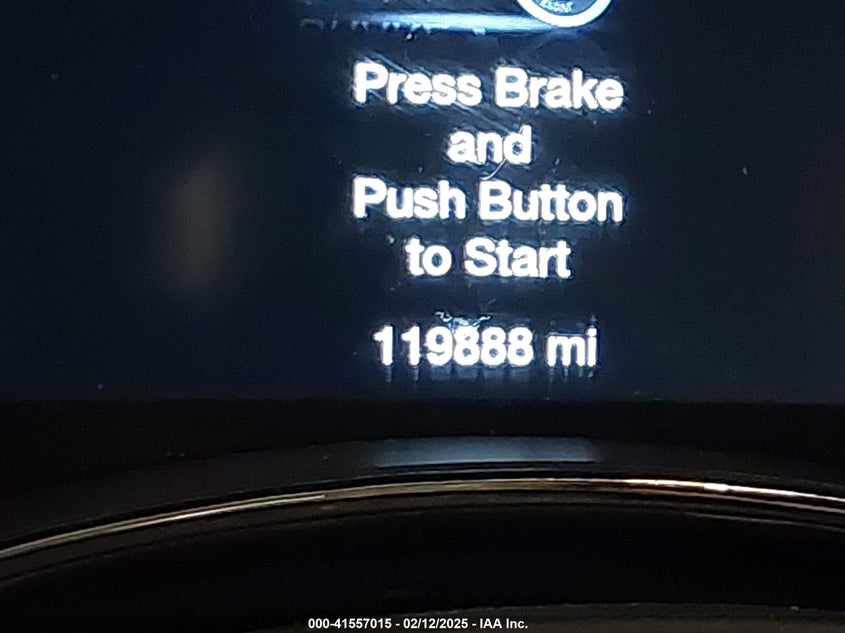 Press Brake
and
Push Button
to Start
119888 mi
000-41557015 - 02/12/2025 - IAA Inc.